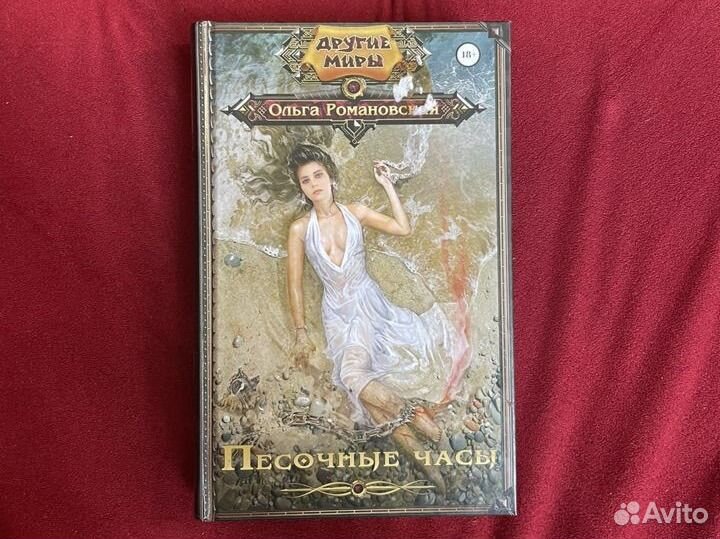 ДРУГИЕ
МИРЫ
18+
Ольга Романовская
Песочные часы
Avito